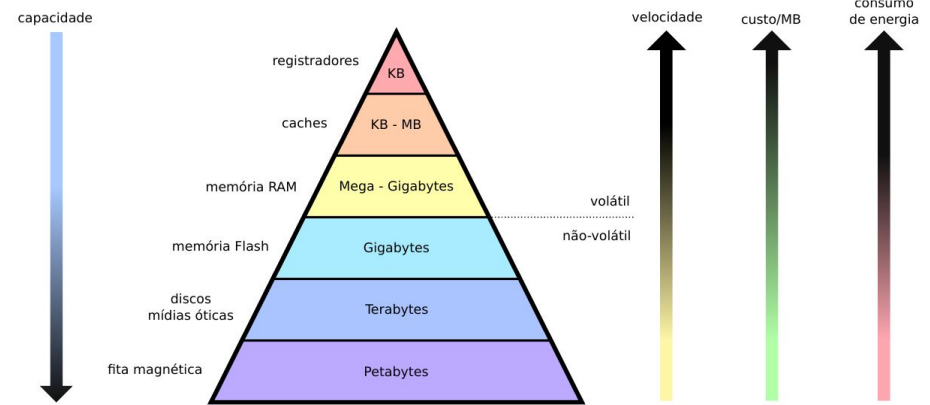 capacidade
velocidade
custo/MB
consumo
de energia
registradores
KB
caches
KB - MB
memória RAM
Mega - Gigabytes
volátil
não-volátil
memória Flash
Gigabytes
discos
mídias óticas
Terabytes
fita magnética
Petabytes